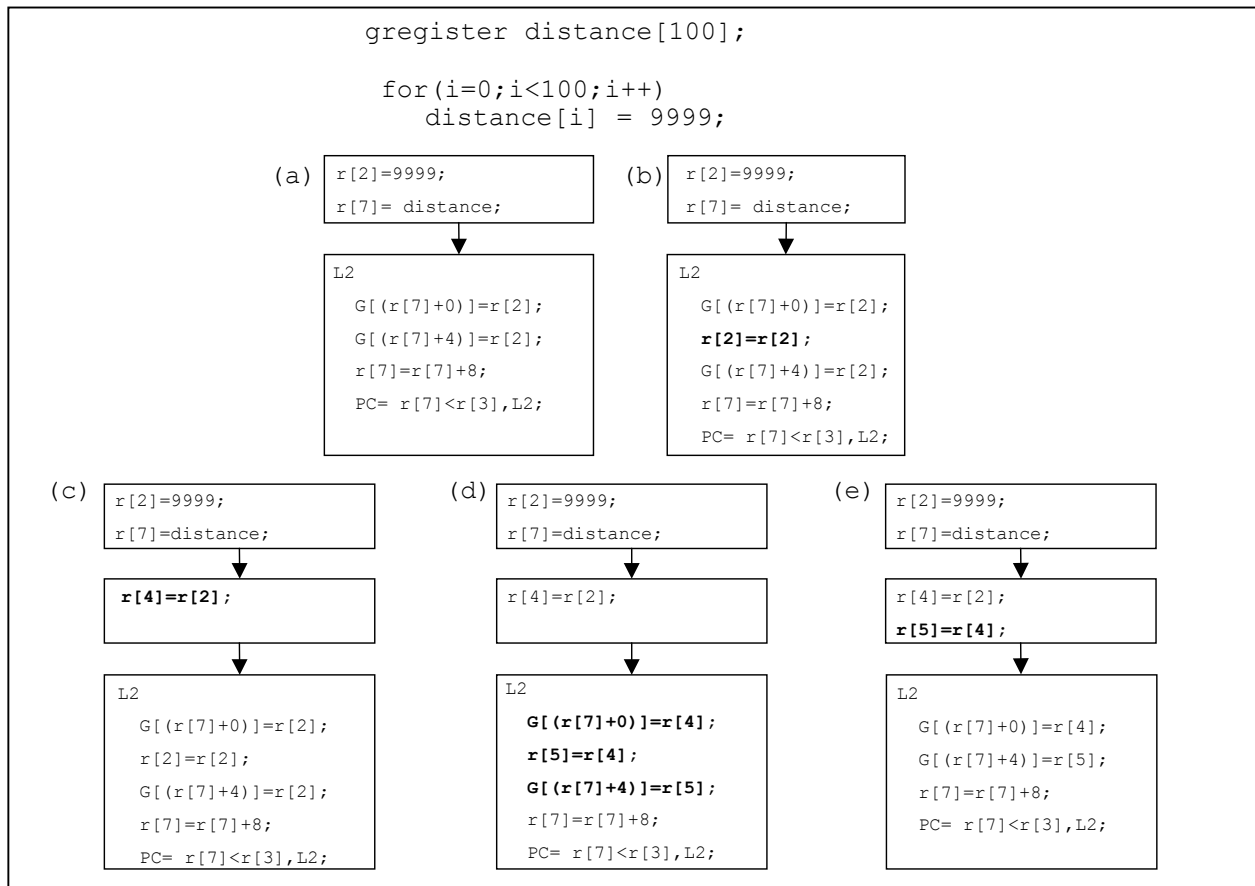 gregister distance[100];
for(i=0;i<100;i++)
distance[i] = 9999;
(a)
r[2]=9999;
r[7]= distance;
L2
G[(r[7]+0)]=r[2];
G[(r[7]+4)]=r[2];
r[7]=r[7]+8;
PC= r[7]<r[3],L2;
(b)
r[2]=9999;
r[7]= distance;
L2
G[(r[7]+0)]=r[2];
r[2]=r[2];
G[(r[7]+4)]=r[2];
r[7]=r[7]+8;
PC= r[7]<r[3],L2;
(c)
r[2]=9999;
r[7]=distance;
r[4]=r[2];
L2
G[(r[7]+0)]=r[2];
r[2]=r[2];
G[(r[7]+4)]=r[2];
r[7]=r[7]+8;
PC= r[7]<r[3],L2;
(d)
r[2]=9999;
r[7]=distance;
r[4]=r[2];
L2
G[(r[7]+0)]=r[4];
r[5]=r[4];
G[(r[7]+4)]=r[5];
r[7]=r[7]+8;
PC= r[7]<r[3],L2;
(e)
r[2]=9999;
r[7]=distance;
r[4]=r[2];
r[5]=r[4];
L2
G[(r[7]+0)]=r[4];
G[(r[7]+4)]=r[5];
r[7]=r[7]+8;
PC= r[7]<r[3],L2;